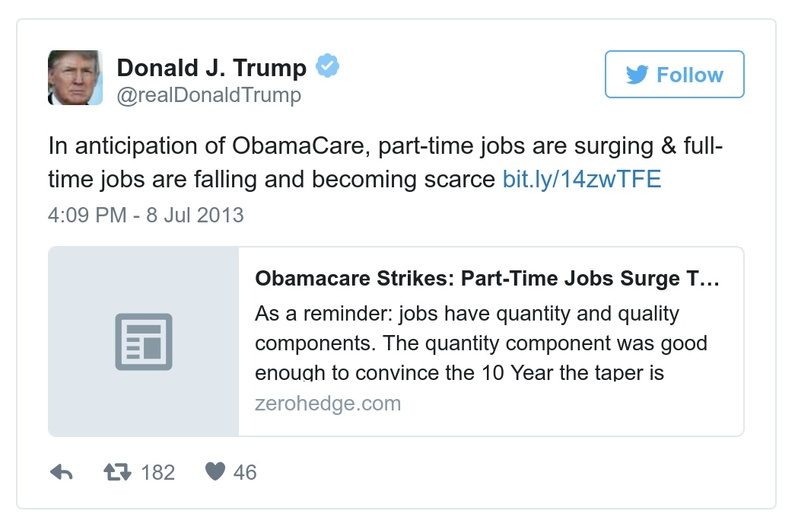 Donald J. Trump
@realDonaldTrump
Follow
In anticipation of ObamaCare, part-time jobs are surging & full-
time jobs are falling and becoming scarce bit.ly/14zwTFE
4:09 PM - 8 Jul 2013
Obamacare Strikes: Part-Time Jobs Surge T...
As a reminder: jobs have quantity and quality
components. The quantity component was good
enough to convince the 10 Year the taper is
zerohedge.com
182 46